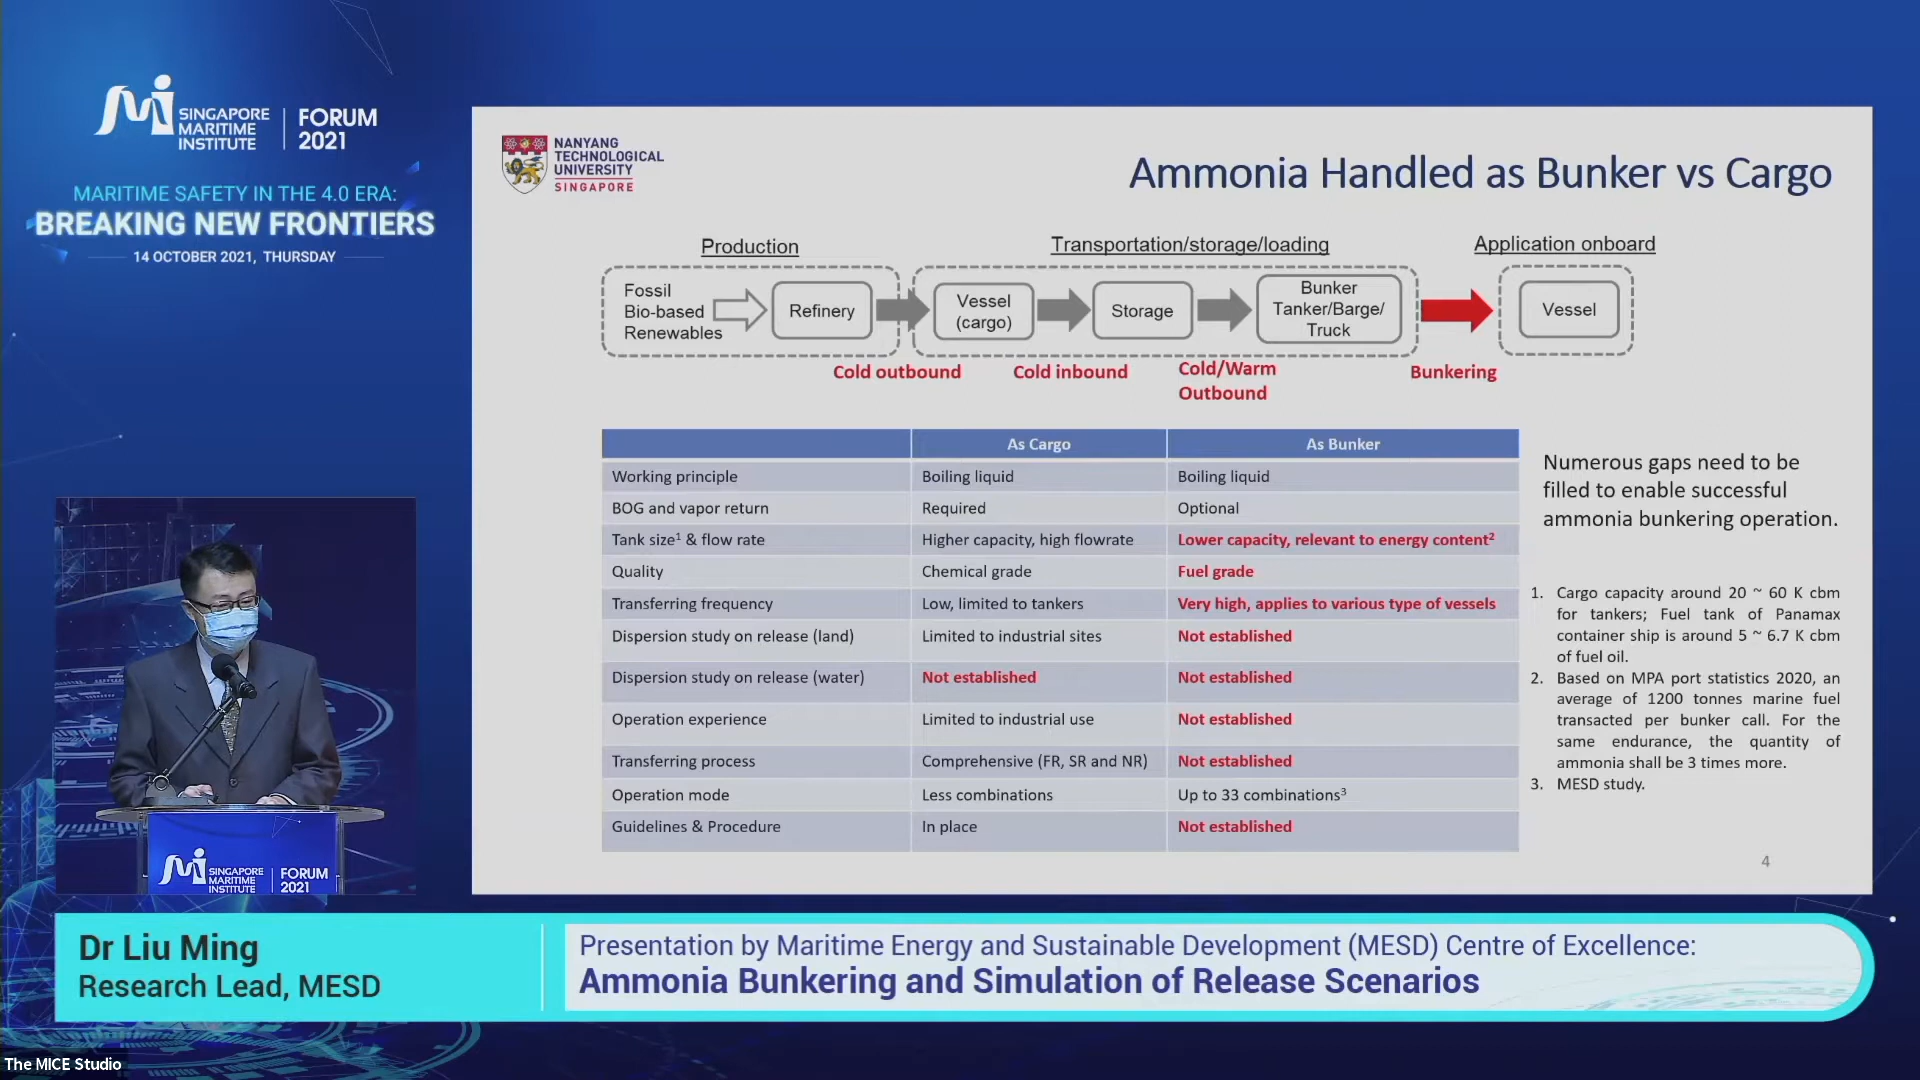 SINGAPORE
MARITIME
INSTITUTE
FORUM
2021
MARITIME SAFETY IN THE 4.0 ERA:
BREAKING NEW FRONTIERS
14 OCTOBER 2021, THURSDAY
NANYANG
TECHNOLOGICAL
UNIVERSITY
SINGAPORE
Ammonia Handled as Bunker vs Cargo
Production
Transportation/storage/loading
Application onboard
Fossil
Bio-based
Renewables
Refinery
Vessel
(cargo)
Storage
Bunker
Tanker/Barge/
Truck
Vessel
Cold outbound
Cold inbound
Cold/Warm
Outbound
Bunkering
As Cargo As Bunker
Working principle Boiling liquid Boiling liquid
BOG and vapor return Required Optional
Tank size¹ & flow rate Higher capacity, high flowrate Lower capacity, relevant to energy content²
Quality Chemical grade Fuel grade
Transferring frequency Low, limited to tankers Very high, applies to various type of vessels
Dispersion study on release (land) Limited to industrial sites Not established
Dispersion study on release (water) Not established Not established
Operation experience Limited to industrial use Not established
Transferring process Comprehensive (FR, SR and NR) Not established
Operation mode Less combinations Up to 33 combinations³
Guidelines & Procedure In place Not established
Numerous gaps need to be
filled to enable successful
ammonia bunkering operation.
1. Cargo capacity around 20 ~ 60 K cbm
for tankers; Fuel tank of Panamax
container ship is around 5 ~ 6.7 K cbm
of fuel oil.
2. Based on MPA port statistics 2020, an
average of 1200 tonnes marine fuel
transacted per bunker call. For the
same endurance, the quantity of
ammonia shall be 3 times more.
3. MESD study.
4
SINGAPORE
MARITIME
INSTITUTE
FORUM
2021
Dr Liu Ming
Research Lead, MESD
Presentation by Maritime Energy and Sustainable Development (MESD) Centre of Excellence:
Ammonia Bunkering and Simulation of Release Scenarios
The MICE Studio